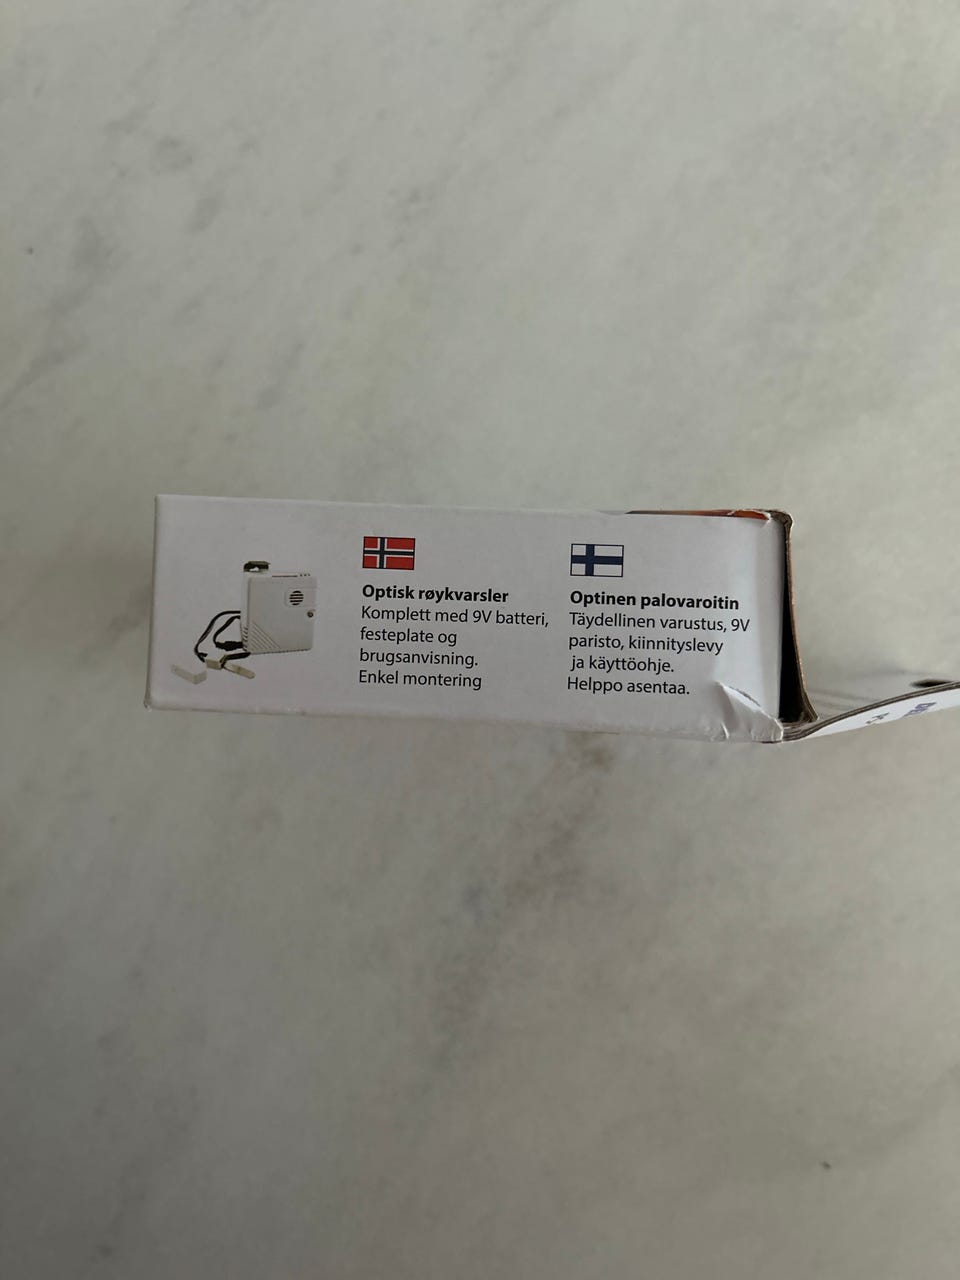 Optisk røykvarsler
Komplett med 9V batteri,
festeplate og
brugsanvisning.
Enkel montering
Optinen palovaroitin
Täydellinen varustus, 9V
paristo, kiinnityslevy
ja käyttöohje.
Helppo asentaa.